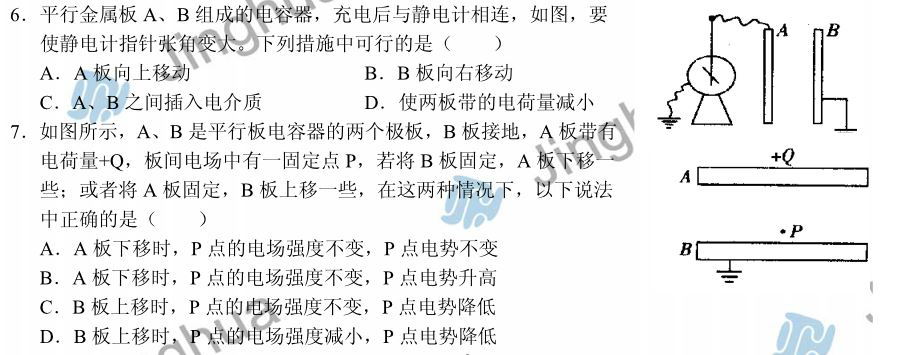 6．平行金属板 A、B 组成的电容器，充电后与静电计相连，如图，要
使静电计指针张角变大。下列措施中可行的是（　　）
A．A 板向上移动　　B．B 板向右移动
C．A、B 之间插入电介质　　D．使两板带的电荷量减小
7．如图所示，A、B 是平行板电容器的两个极板，B 板接地，A 板带有
电荷量+Q，板间电场中有一固定点 P，若将 B 板固定，A 板下移一
些；或者将 A 板固定，B 板上移一些，在这两种情况下，以下说法
中正确的是（　　）
A．A 板下移时，P 点的电场强度不变，P 点电势不变
B．A 板下移时，P 点的电场强度不变，P 点电势升高
C．B 板上移时，P 点的电场强度不变，P 点电势降低
D．B 板上移时，P 点的电场强度减小，P 点电势降低
A
B
+Q
A
P
B
Jinghua
Jinghua
Jinghua